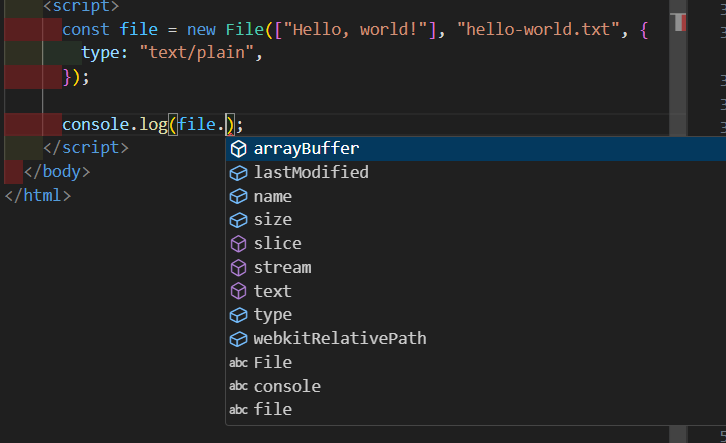 <script>
const file = new File(["Hello, world!"], "hello-world.txt", {
type: "text/plain",
});
console.log(file.);
arrayBuffer
</script>
lastModified
</body>
name
</html>
size
slice
stream
text
type
webkitRelativePath
abc File
abc console
abc file